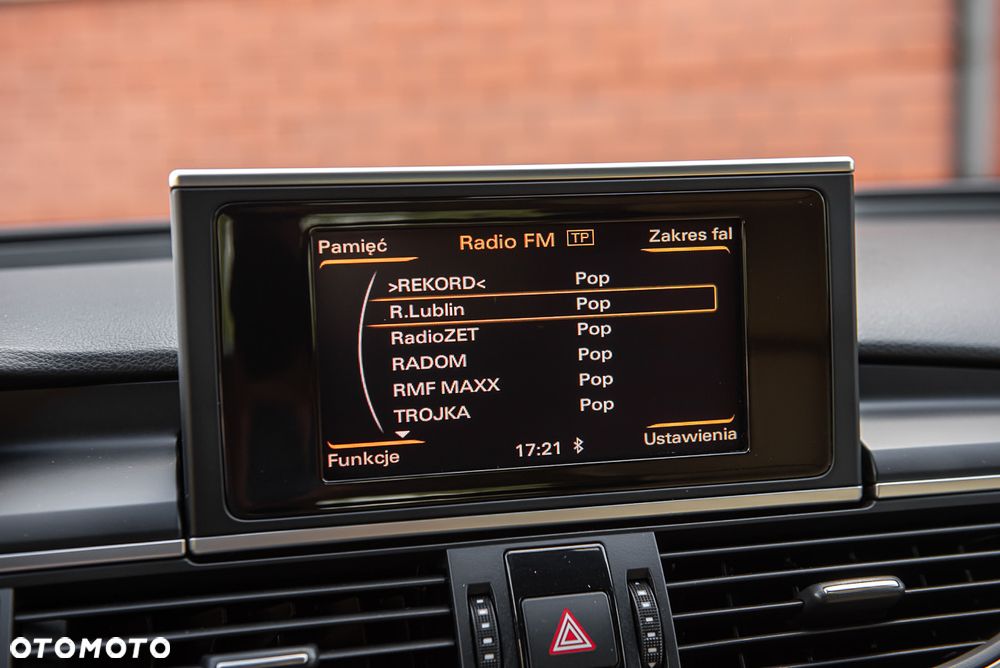 Pamięć Radio FM TP Zakres fal
>REKORD< Pop
R.Lublin Pop
RadioZET Pop
RADOM Pop
RMF MAXX Pop
TROJKA Pop
Funkcje 17:21 Ustawienia
OTOMOTO